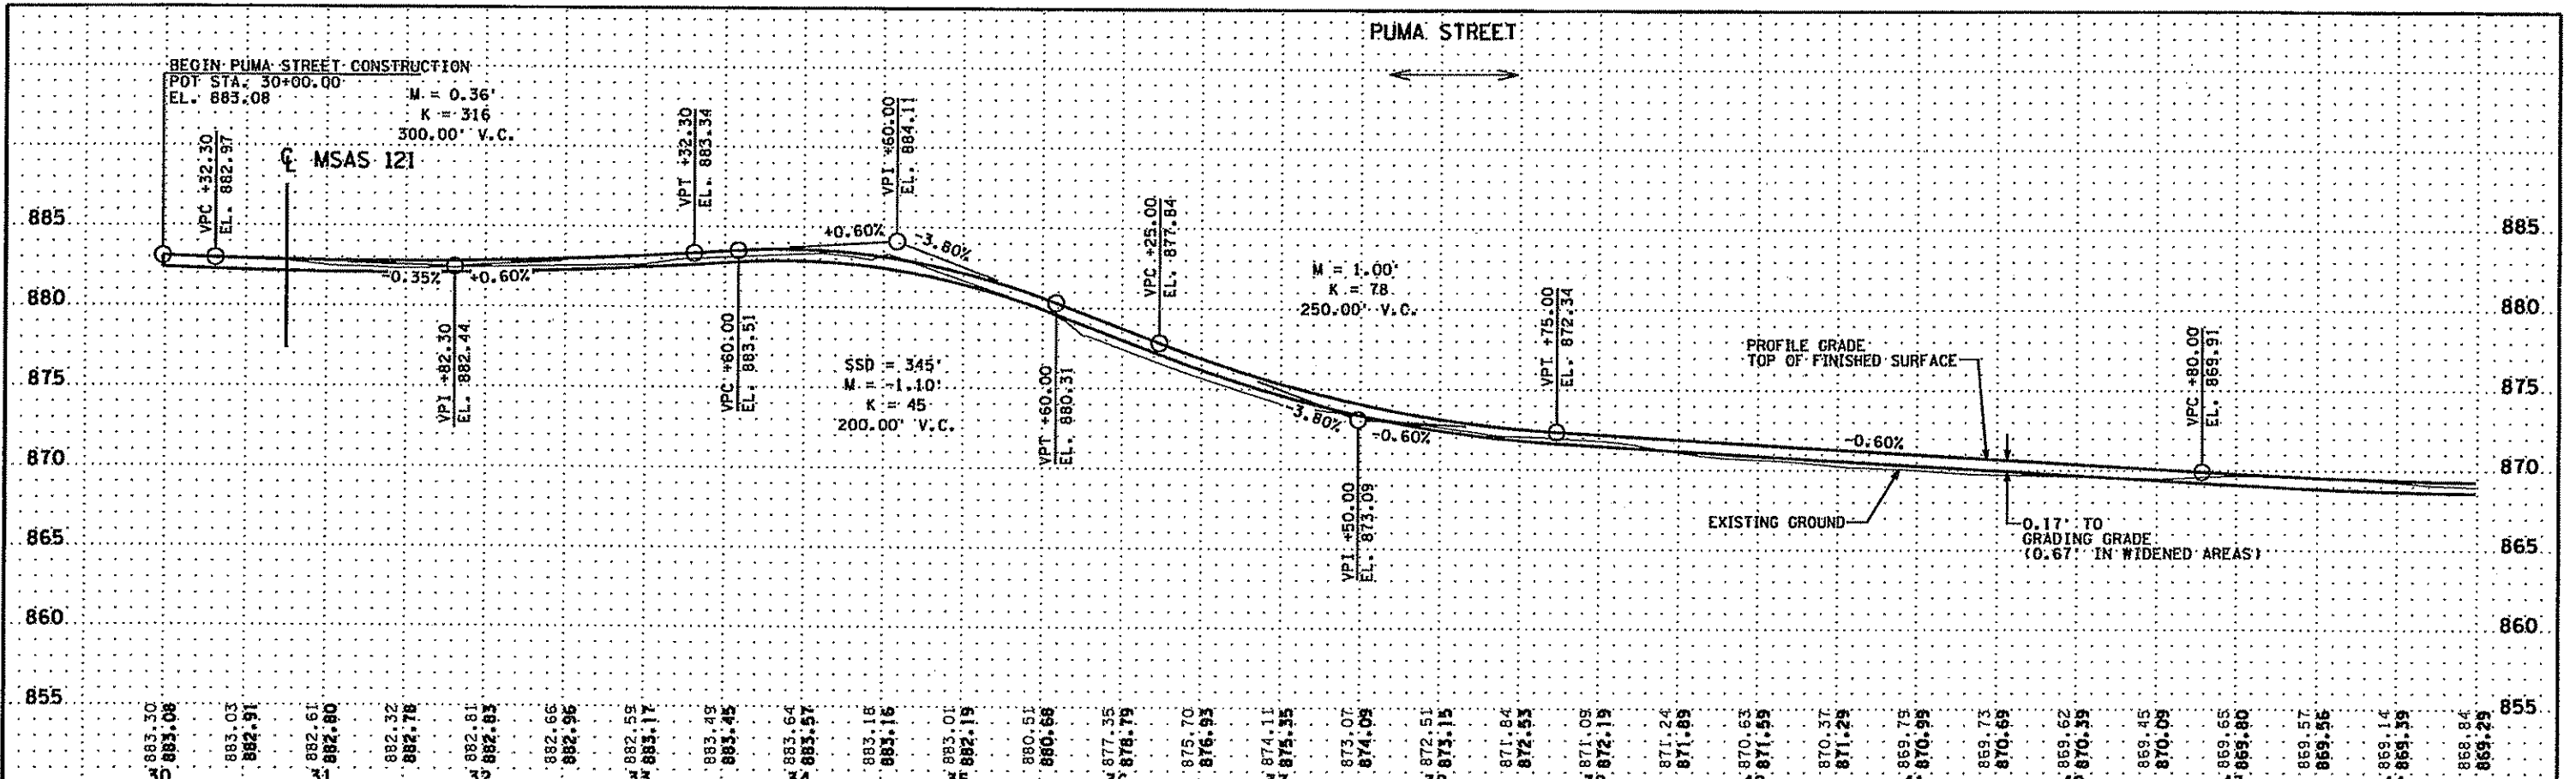 PUMA STREET
BEGIN PUMA STREET CONSTRUCTION
POT STA. 30+00.00
EL. 883.08
M = 0.36'
K = 316
300.00' V.C.
VPC +32.30
EL. 882.97
℄ MSAS 121
VPT +32.30
EL. 883.34
VPI +60.00
EL. 884.11
VPC +25.00
EL. 877.84
885
885
+0.60%
-3.80%
-0.35%
+0.60%
M = 1.00'
K = 78
250.00' V.C.
VPT +75.00
EL. 872.34
880
880
VPI +82.30
EL. 882.44
VPC +60.00
EL. 883.51
SSD = 345'
M = -1.10'
K = 45
200.00' V.C.
VPT +60.00
EL. 880.31
PROFILE GRADE
TOP OF FINISHED SURFACE
VPC +80.00
EL. 869.91
875
875
-3.80%
-0.60%
-0.60%
870
870
VPI +50.00
EL. 873.09
EXISTING GROUND
0.17' TO
GRADING GRADE
(0.67' IN WIDENED AREAS)
865
865
860
860
855
855
883.30
883.08
883.03
882.91
882.61
882.80
882.32
882.78
882.81
882.83
882.66
882.96
882.59
883.17
883.49
883.45
883.64
883.57
883.18
883.16
883.01
882.19
880.51
880.68
877.35
878.79
875.70
876.93
874.11
875.35
873.07
874.09
872.51
873.15
871.84
872.53
871.09
872.19
871.24
871.89
870.63
871.59
870.37
871.29
869.79
870.99
869.73
870.69
869.62
870.39
869.45
870.09
869.65
869.80
869.57
869.14
869.39
868.84
869.29
30
31
32